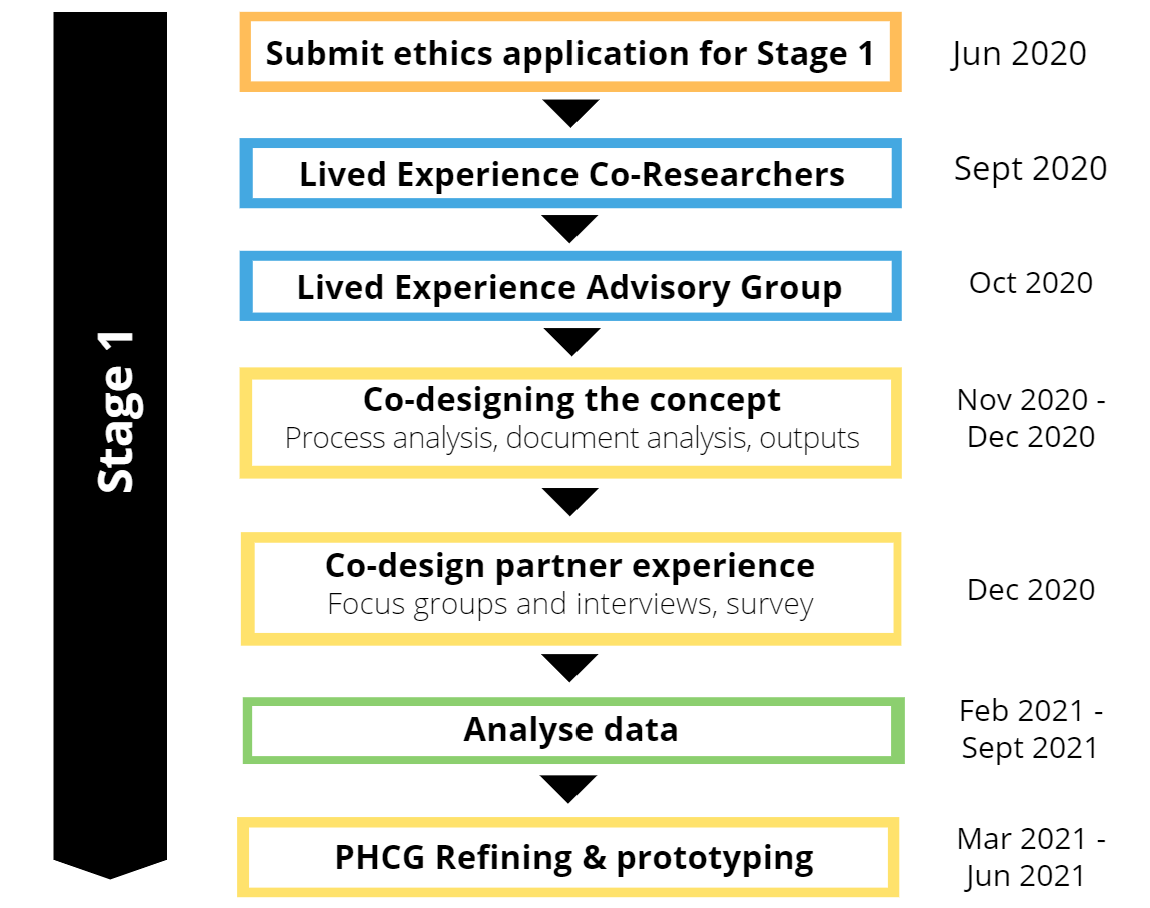 Stage 1
Submit ethics application for Stage 1
Jun 2020
Lived Experience Co-Researchers
Sept 2020
Lived Experience Advisory Group
Oct 2020
Co-designing the concept
Process analysis, document analysis, outputs
Nov 2020 -
Dec 2020
Co-design partner experience
Focus groups and interviews, survey
Dec 2020
Analyse data
Feb 2021 -
Sept 2021
PHCG Refining & prototyping
Mar 2021 -
Jun 2021